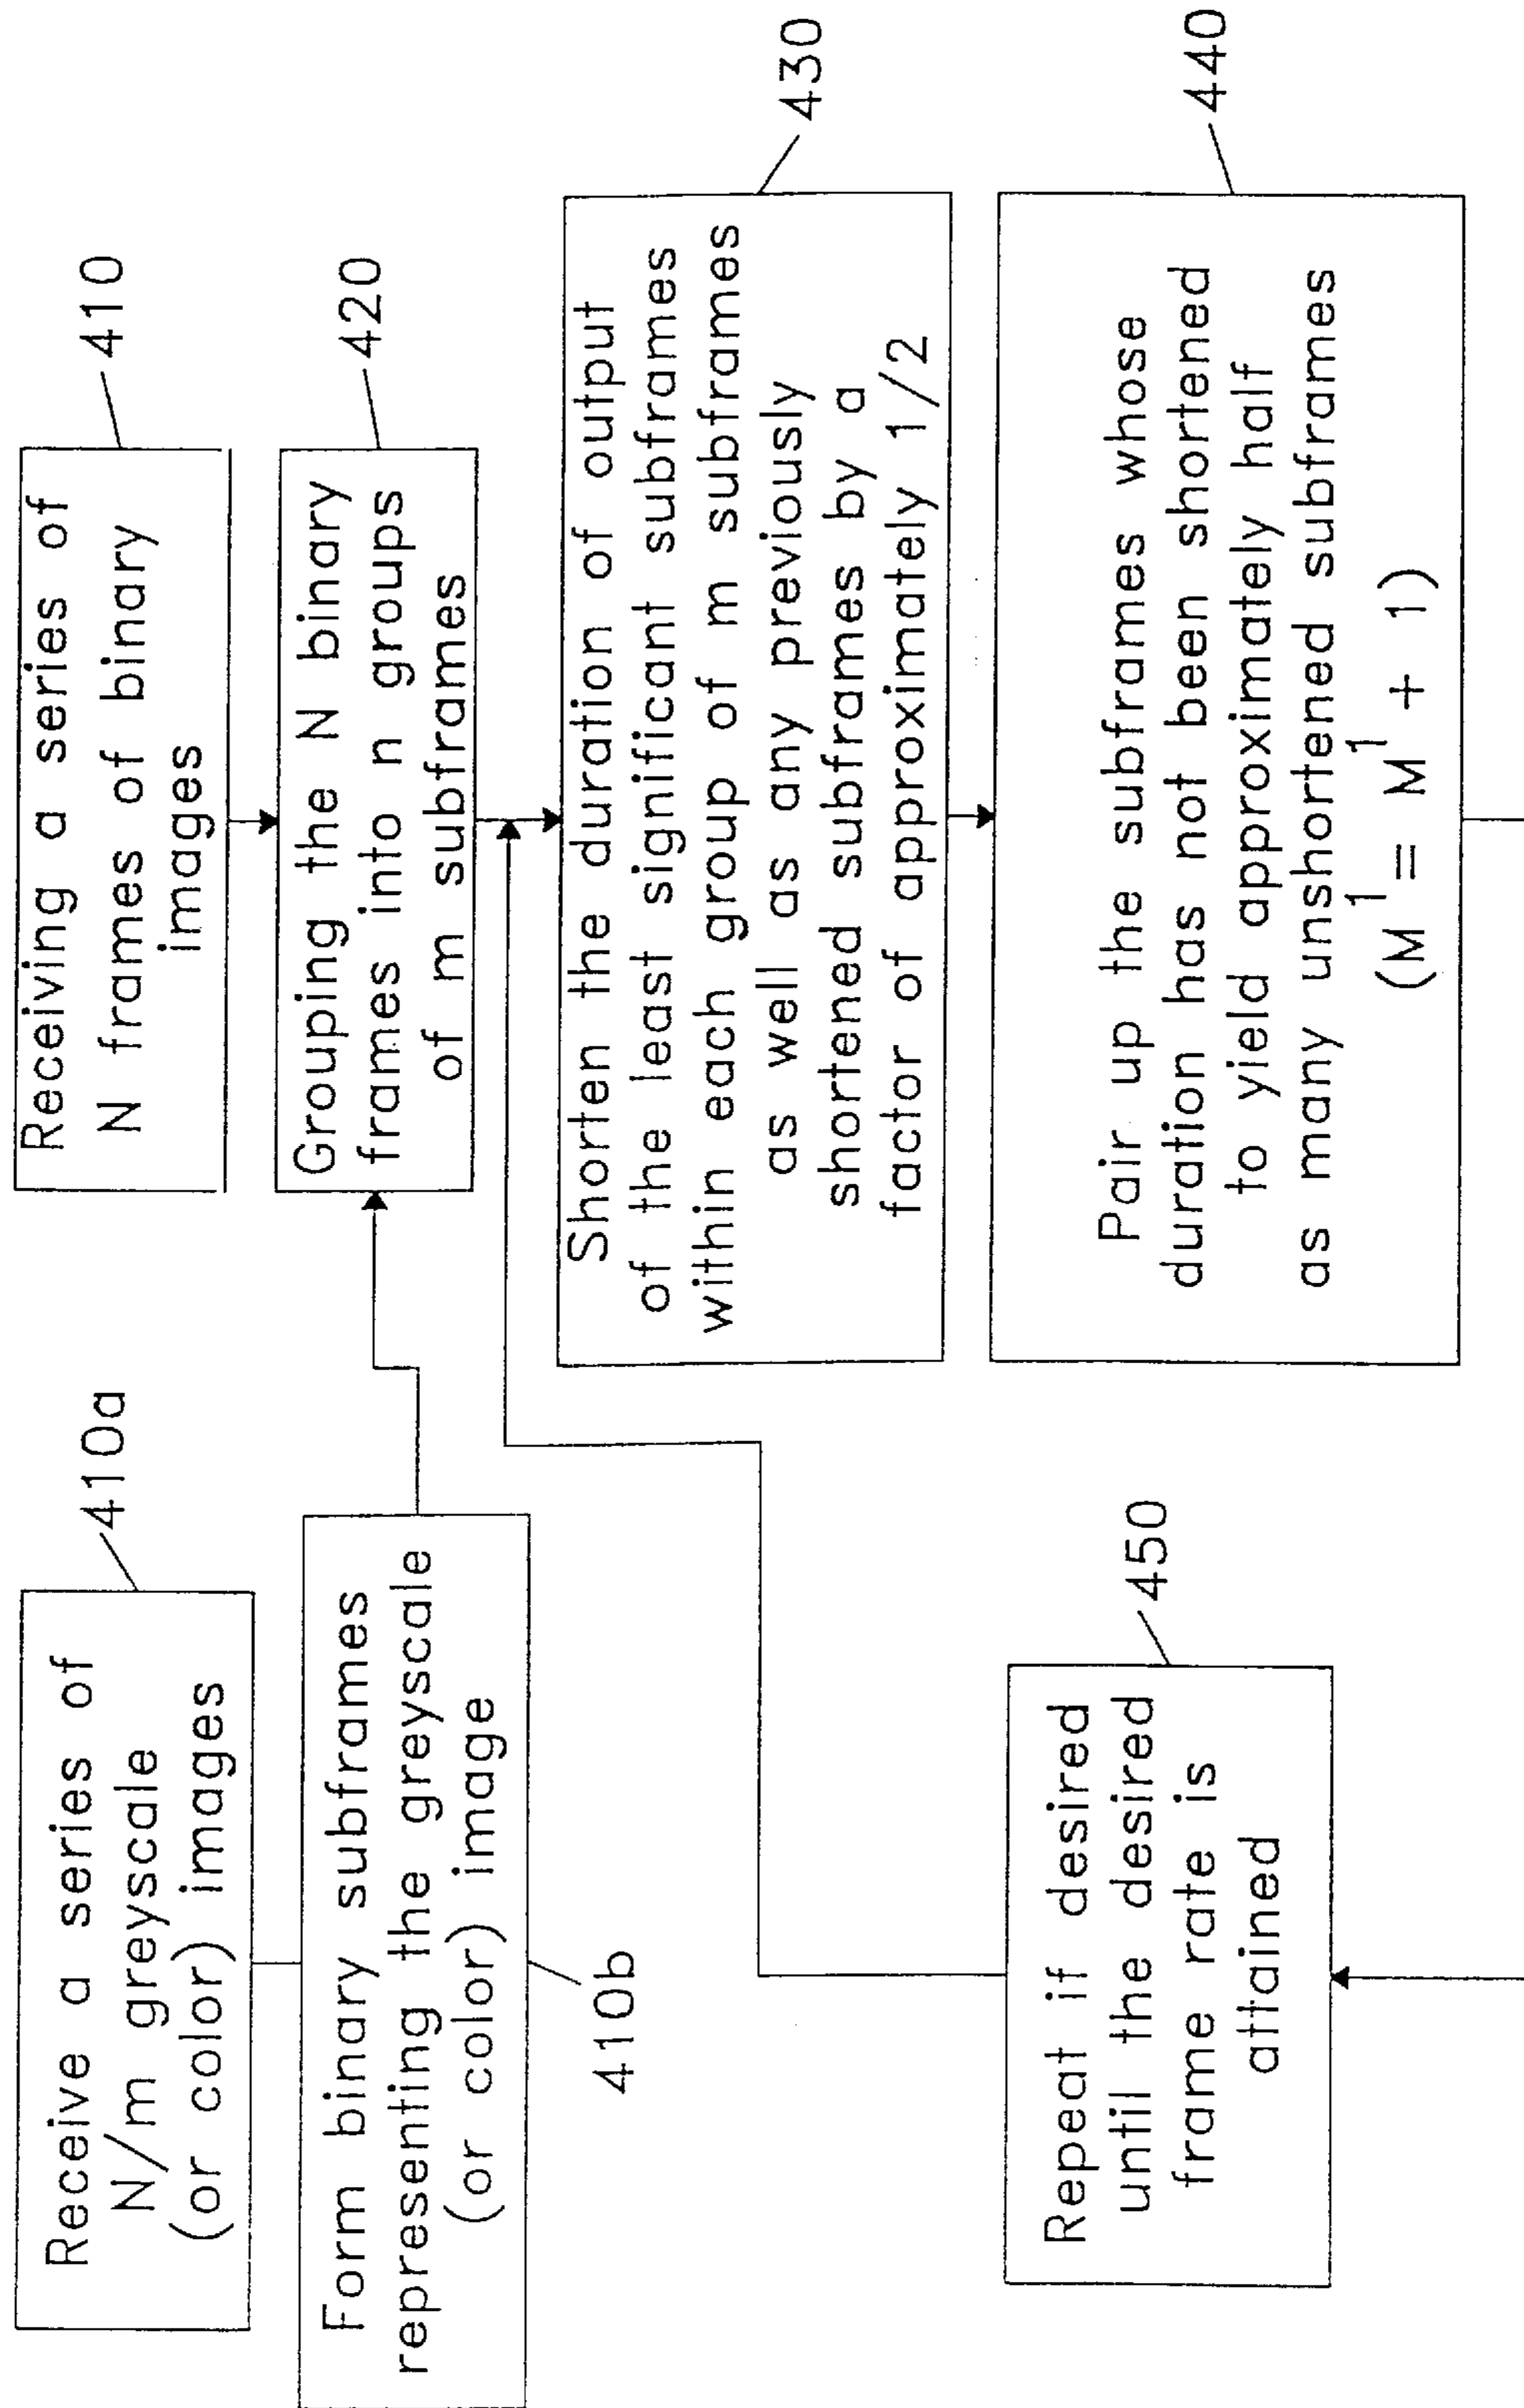 Receiving a series of
N frames of binary
images
410
Grouping the N binary
frames into n groups
of m subframes
420
Shorten the duration of output
of the least significant subframes
within each group of m subframes
as well as any previously
shortened subframes by a
factor of approximately 1/2
430
Pair up the subframes whose
duration has not been shortened
to yield approximately half
as many unshortened subframes
(M¹ = M¹ + 1)
440
Receive a series of
N/m greyscale
(or color) images
410a
Form binary subframes
representing the greyscale
(or color) image
410b
Repeat if desired
until the desired
frame rate is
attained
450